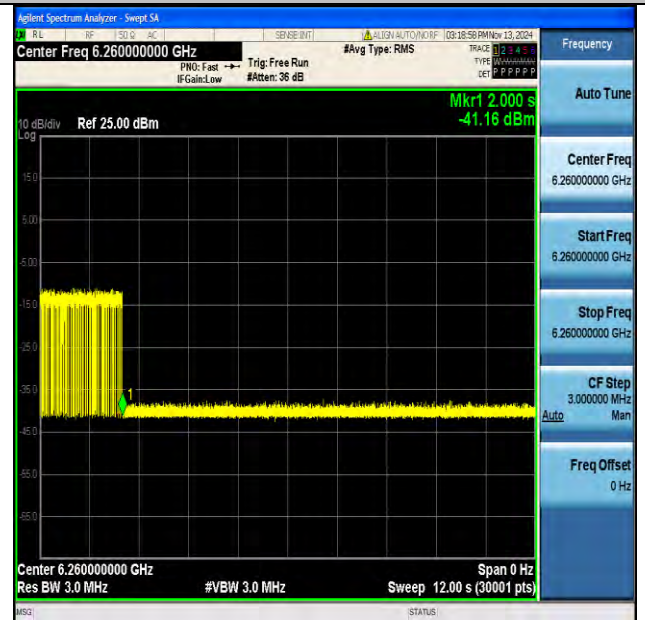 Agilent Spectrum Analyzer - Swept SA
RL RF 50 Ω AC SENSE:INT ALIGN AUTO/NO RF 03:18:58 PM Nov 13, 2024
Center Freq 6.260000000 GHz #Avg Type: RMS TRACE 1 2 3 4 5 6
PNO: Fast Trig: Free Run TYPE
IFGain:Low #Atten: 36 dB DET P P P P P P
Mkr1 2.000 s
10 dB/div Ref 25.00 dBm -41.16 dBm
Log
15.0
5.00
-5.00
-15.0
-25.0
-35.0
1
-45.0
-55.0
-65.0
Center 6.260000000 GHz Span 0 Hz
Res BW 3.0 MHz #VBW 3.0 MHz Sweep 12.00 s (30001 pts)
MSG STATUS
Frequency
Auto Tune
Center Freq
6.260000000 GHz
Start Freq
6.260000000 GHz
Stop Freq
6.260000000 GHz
CF Step
3.000000 MHz
Auto Man
Freq Offset
0 Hz